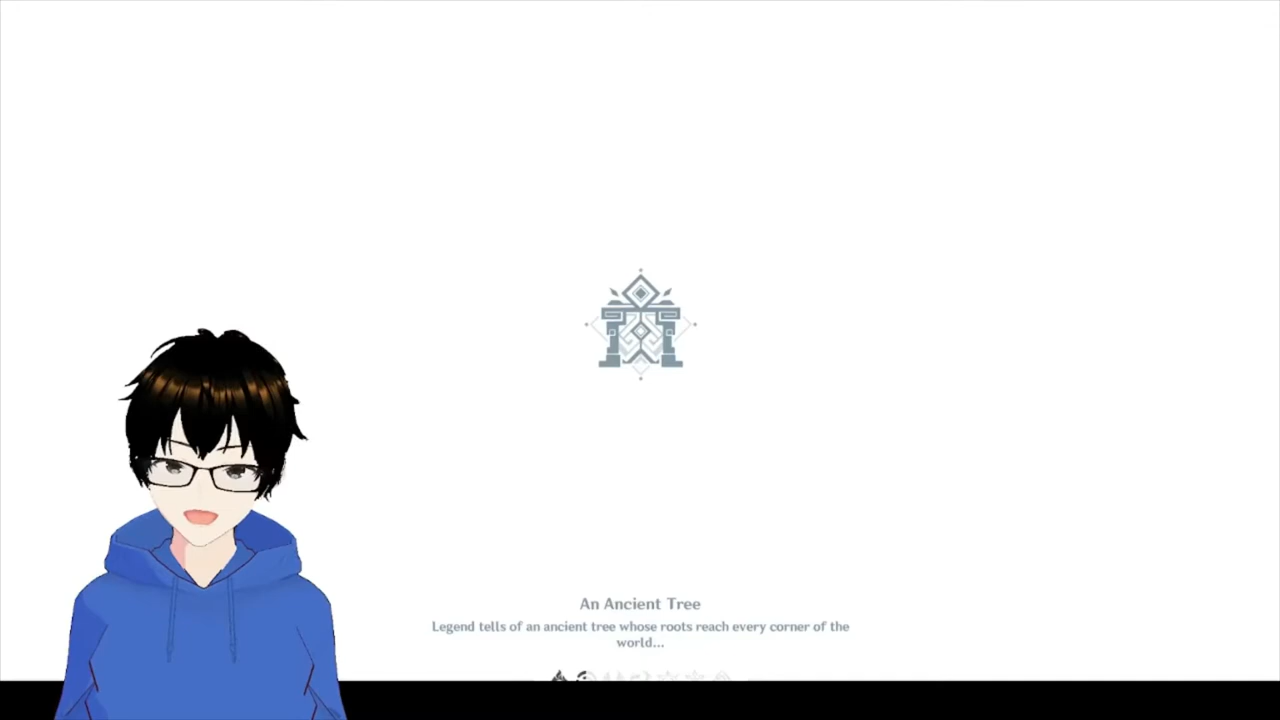 An Ancient Tree
Legend tells of an ancient tree whose roots reach every corner of the
world...